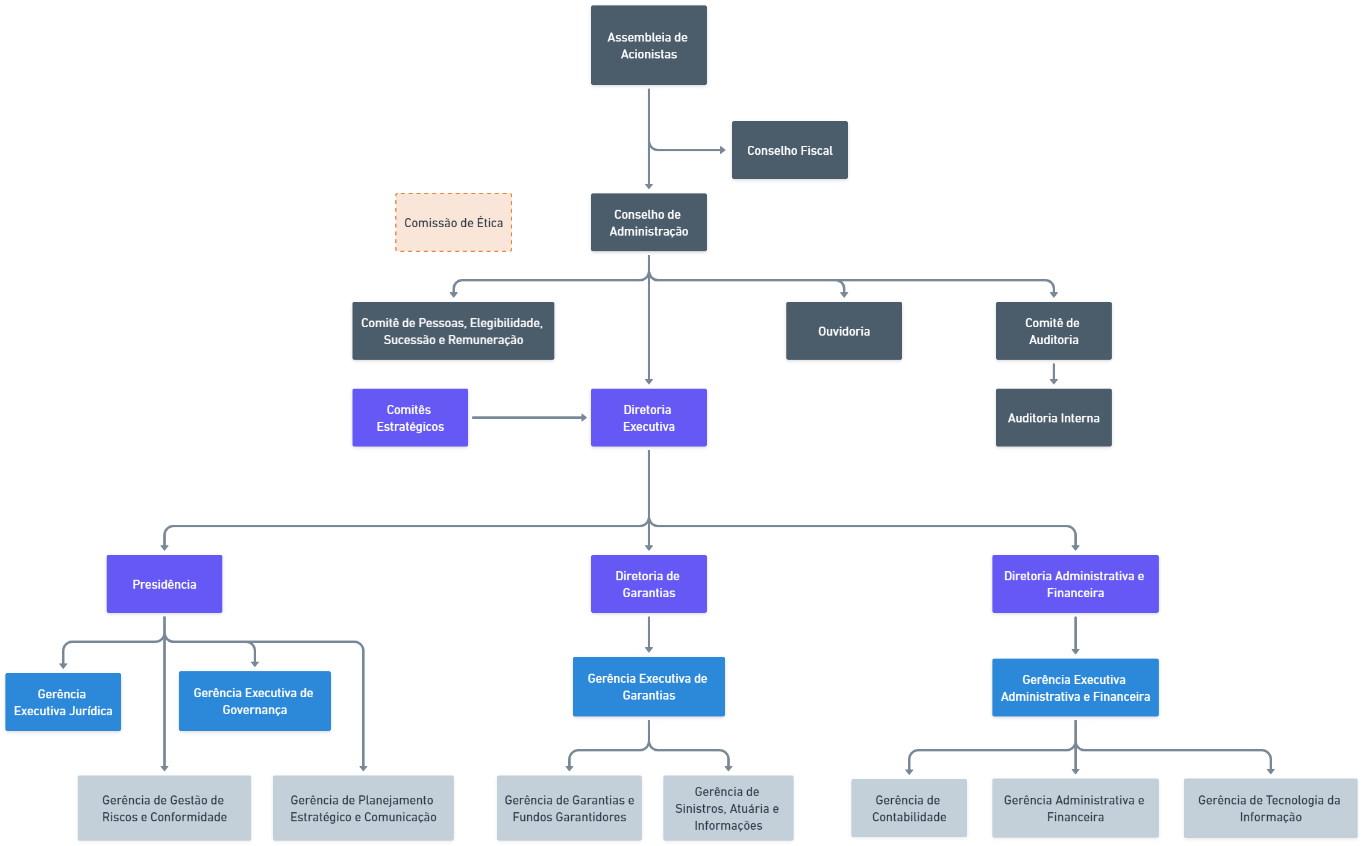 Assembleia de
Acionistas
Conselho Fiscal
Comissão de Ética
Conselho de
Administração
Comitê de Pessoas, Elegibilidade,
Sucessão e Remuneração
Ouvidoria
Comitê de
Auditoria
Comitês
Estratégicos
Diretoria
Executiva
Auditoria Interna
Presidência
Diretoria de
Garantias
Diretoria Administrativa e
Financeira
Gerência
Executiva Jurídica
Gerência Executiva de
Governança
Gerência Executiva de
Garantias
Gerência Executiva
Administrativa e Financeira
Gerência de Gestão de
Riscos e Conformidade
Gerência de Planejamento
Estratégico e Comunicação
Gerência de Garantias e
Fundos Garantidores
Gerência de
Sinistros, Atuária e
Informações
Gerência de
Contabilidade
Gerência Administrativa e
Financeira
Gerência de Tecnologia da
Informação